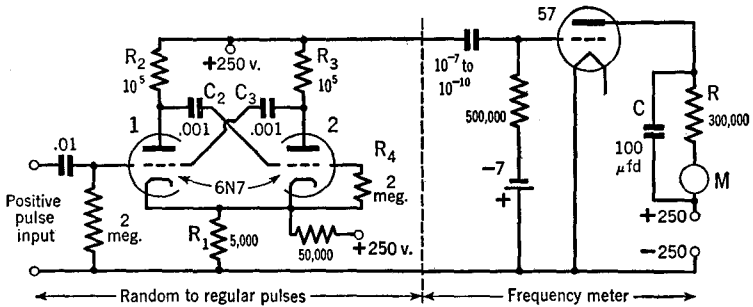 57
+250 v.
R2
10^5
R3
10^5
10^-7 to
10^-10
C2
C3
.001
.001
1
2
.01
6N7
R4
2
meg.
500,000
C
100
μfd
R
300,000
M
Positive
pulse
input
2
meg.
R1
5,000
50,000
+250 v.
-7
+
+250
-250
Random to regular pulses
Frequency meter